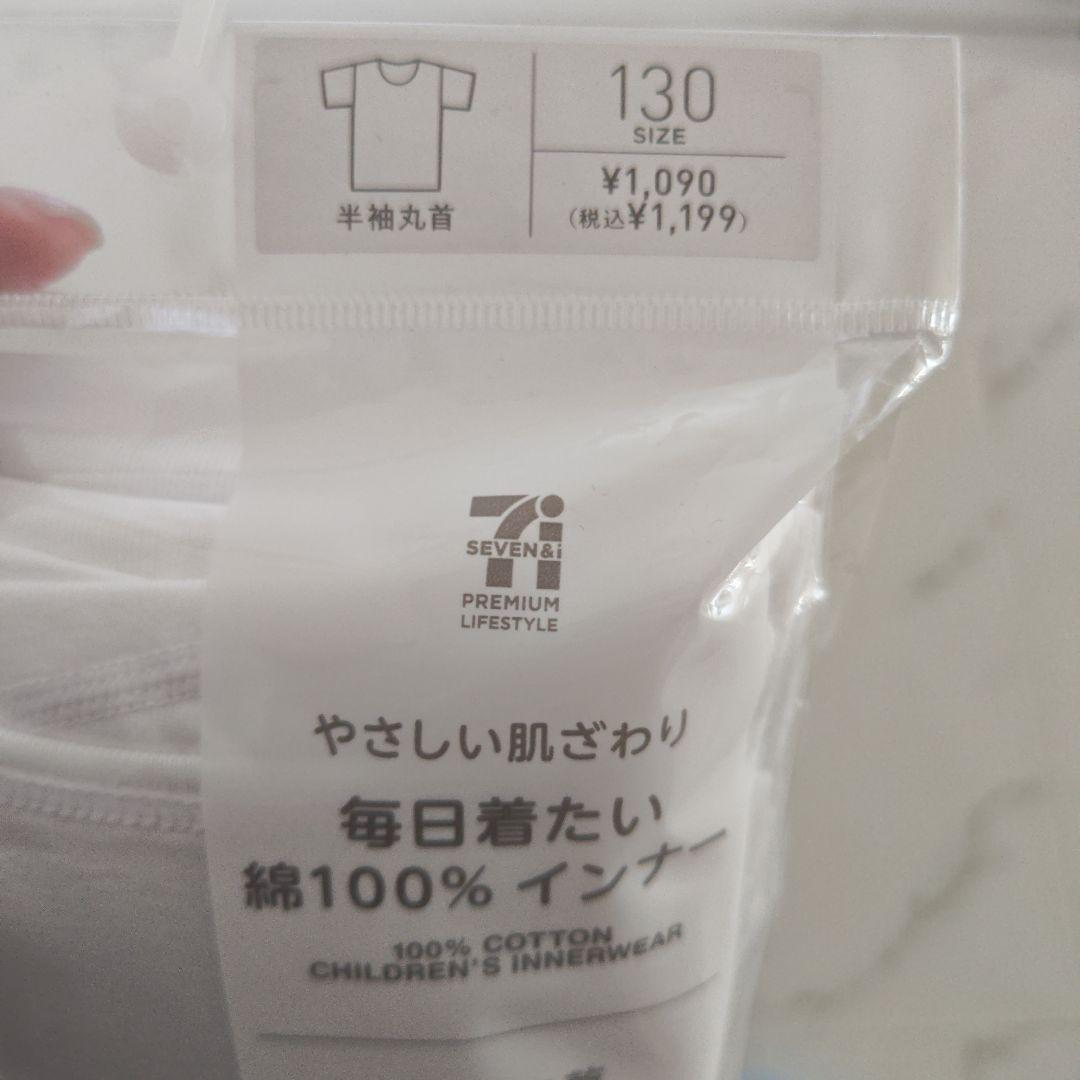 半袖丸首
130
SIZE
¥1,090
(税込¥1,199)
SEVEN&i
PREMIUM
LIFESTYLE
やさしい肌ざわり
毎日着たい
綿100% インナー
100% COTTON
CHILDREN'S INNERWEAR